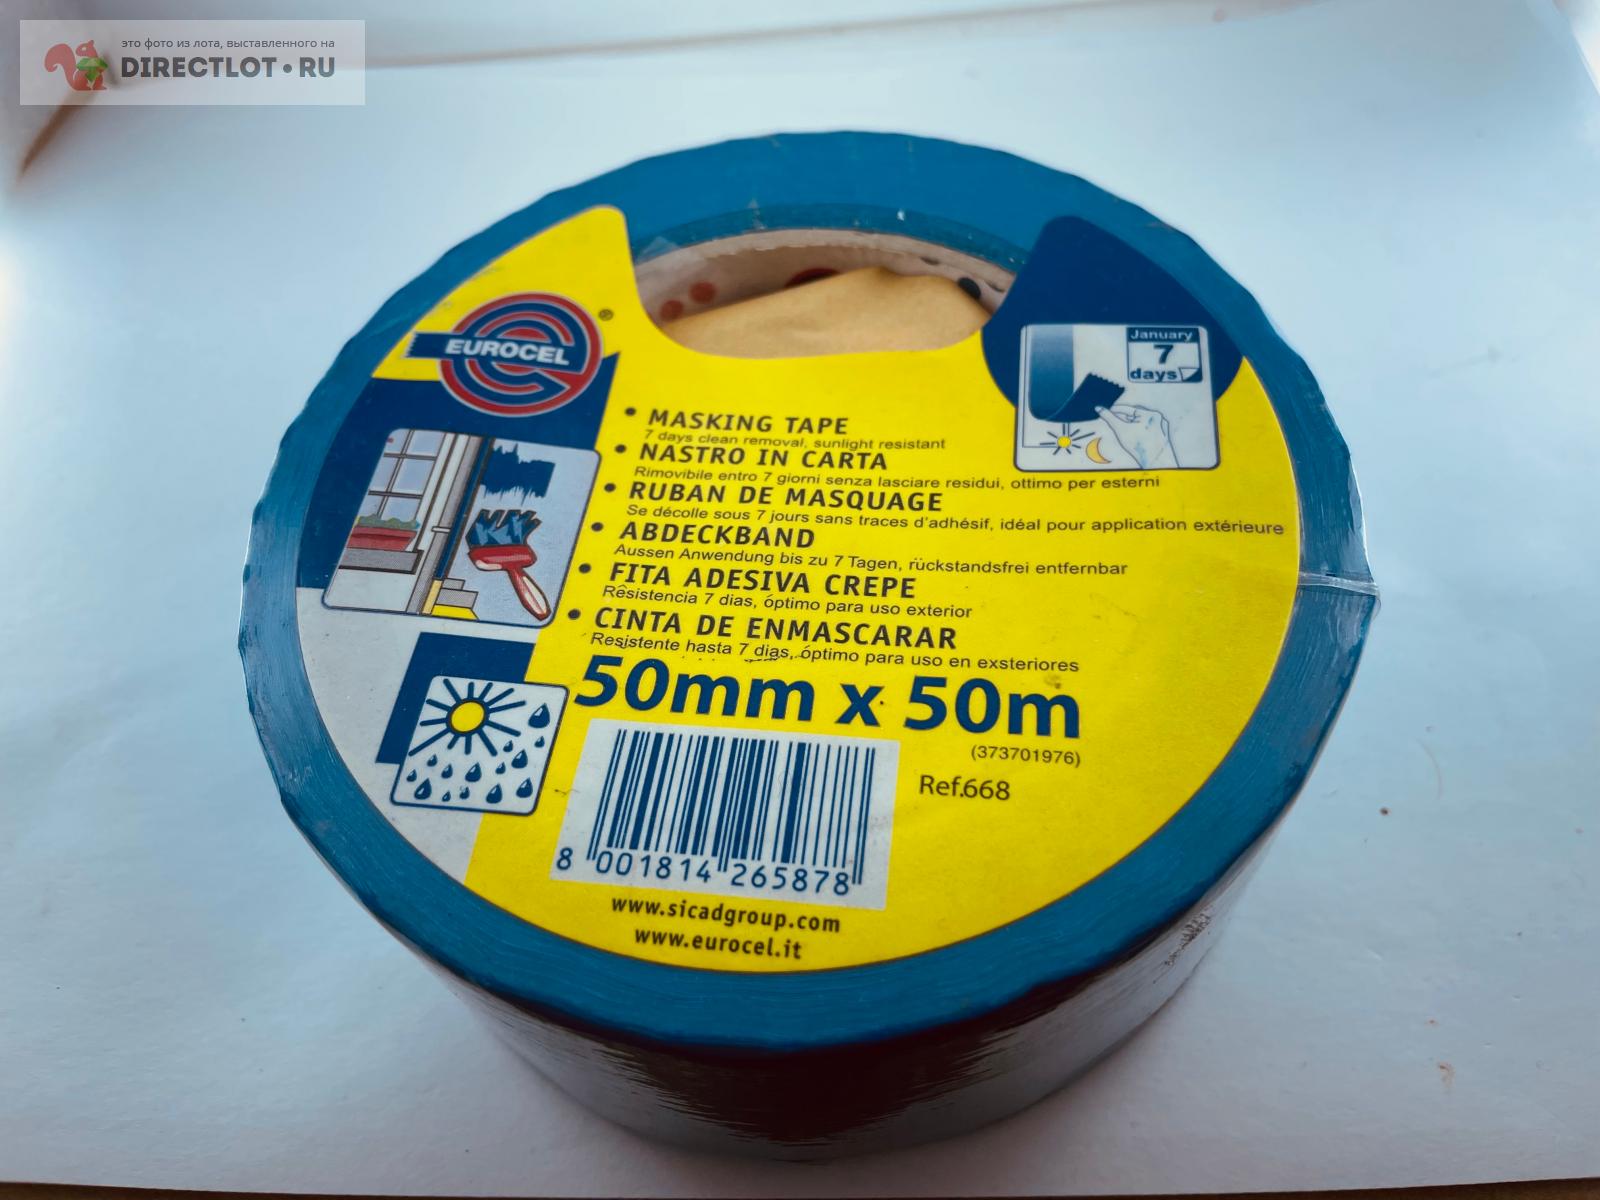 это фото из лота, выставленного на
DIRECTLOT•RU
EUROCEL ®
January
7
days
• MASKING TAPE
7 days clean removal, sunlight resistant
• NASTRO IN CARTA
Rimovibile entro 7 giorni senza lasciare residui, ottimo per esterni
• RUBAN DE MASQUAGE
Se décolle sous 7 jours sans traces d'adhésif, idéal pour application extérieure
• ABDECKBAND
Aussen Anwendung bis zu 7 Tagen, rückstandsfrei entfernbar
• FITA ADESIVA CREPE
Rêsistencia 7 dias, óptimo para uso exterior
• CINTA DE ENMASCARAR
Resistente hasta 7 dias, óptimo para uso en exsteriores
50mm x 50m
(373701976)
Ref.668
8 001814 265878
www.sicadgroup.com
www.eurocel.it